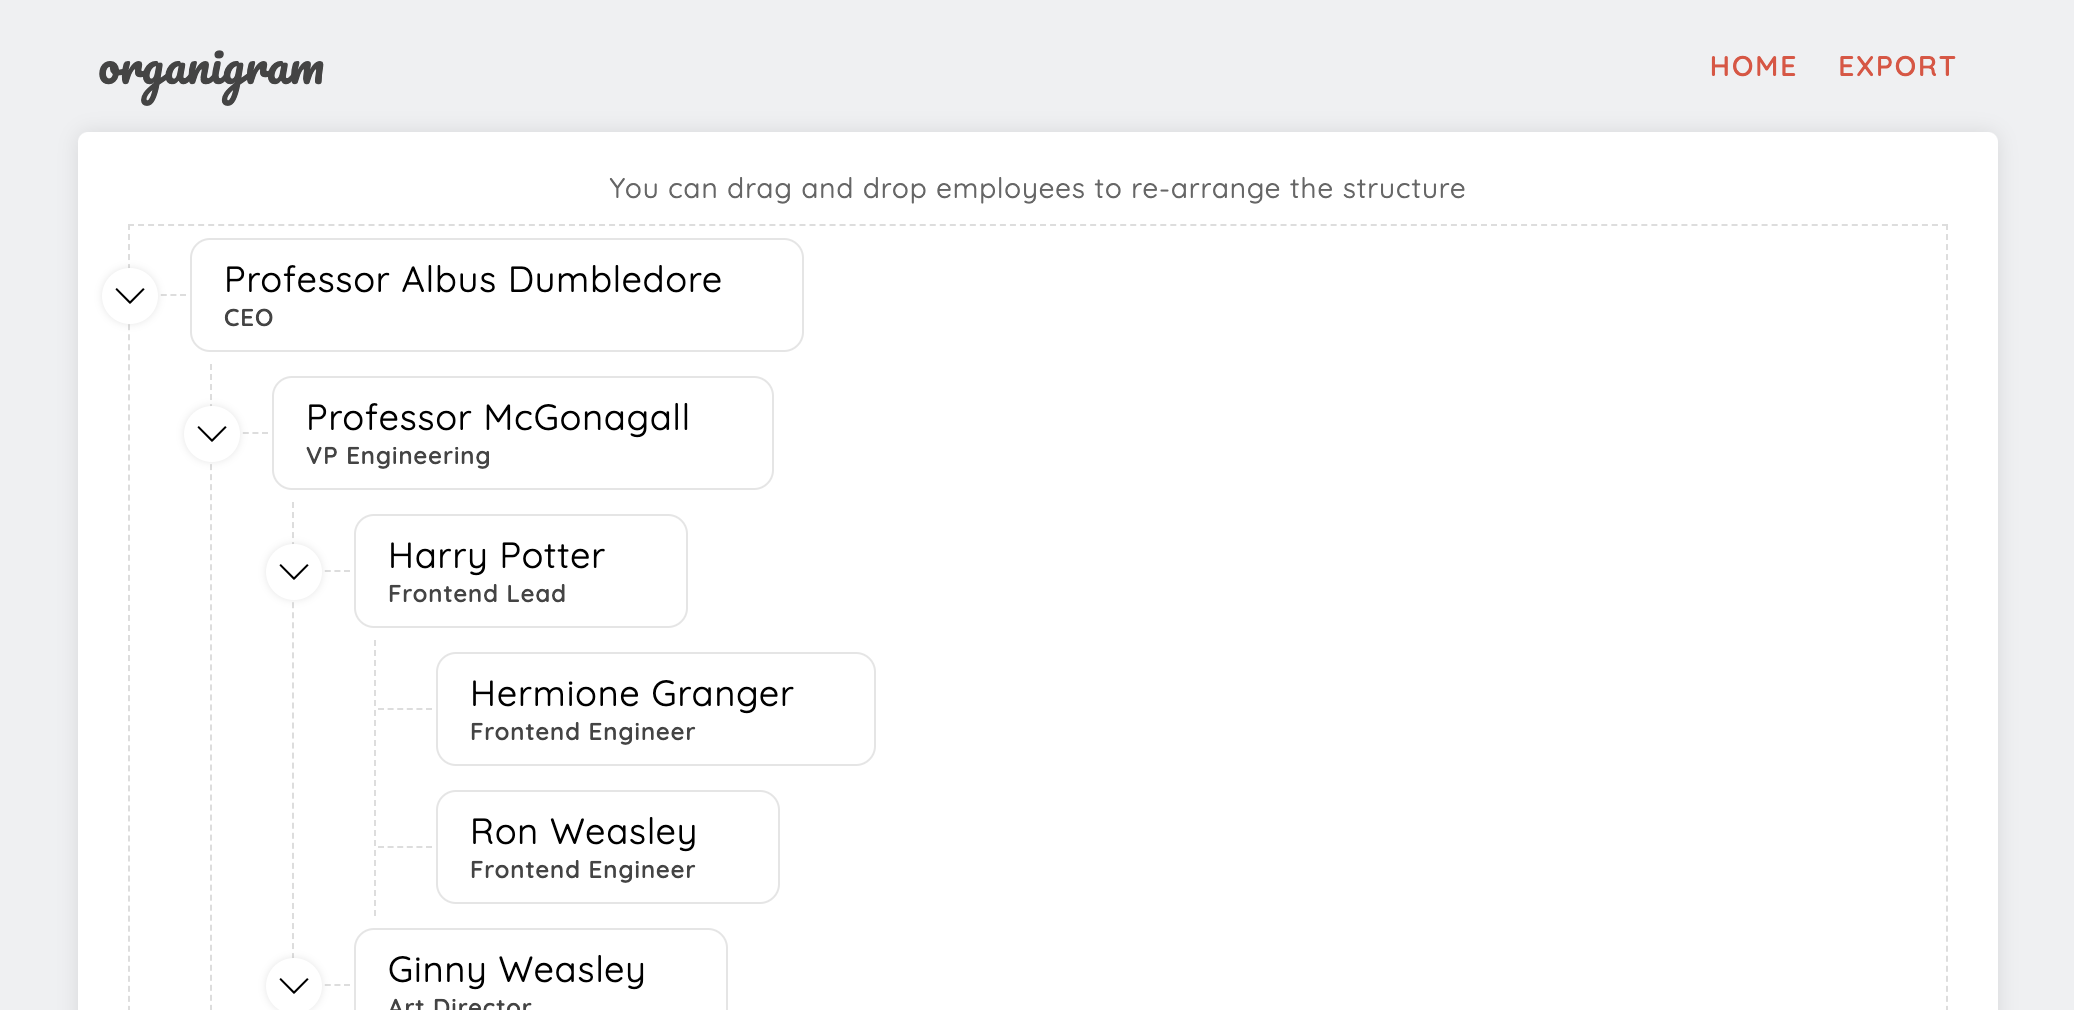 organigram
HOME EXPORT
You can drag and drop employees to re-arrange the structure
Professor Albus Dumbledore
CEO
Professor McGonagall
VP Engineering
Harry Potter
Frontend Lead
Hermione Granger
Frontend Engineer
Ron Weasley
Frontend Engineer
Ginny Weasley
Art Director